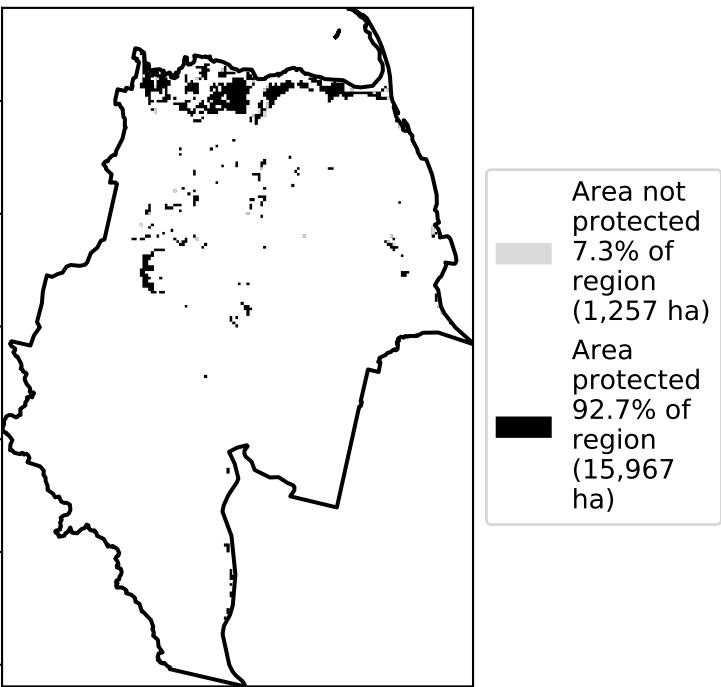 Area not
protected
7.3% of
region
(1,257 ha)
Area
protected
92.7% of
region
(15,967
ha)